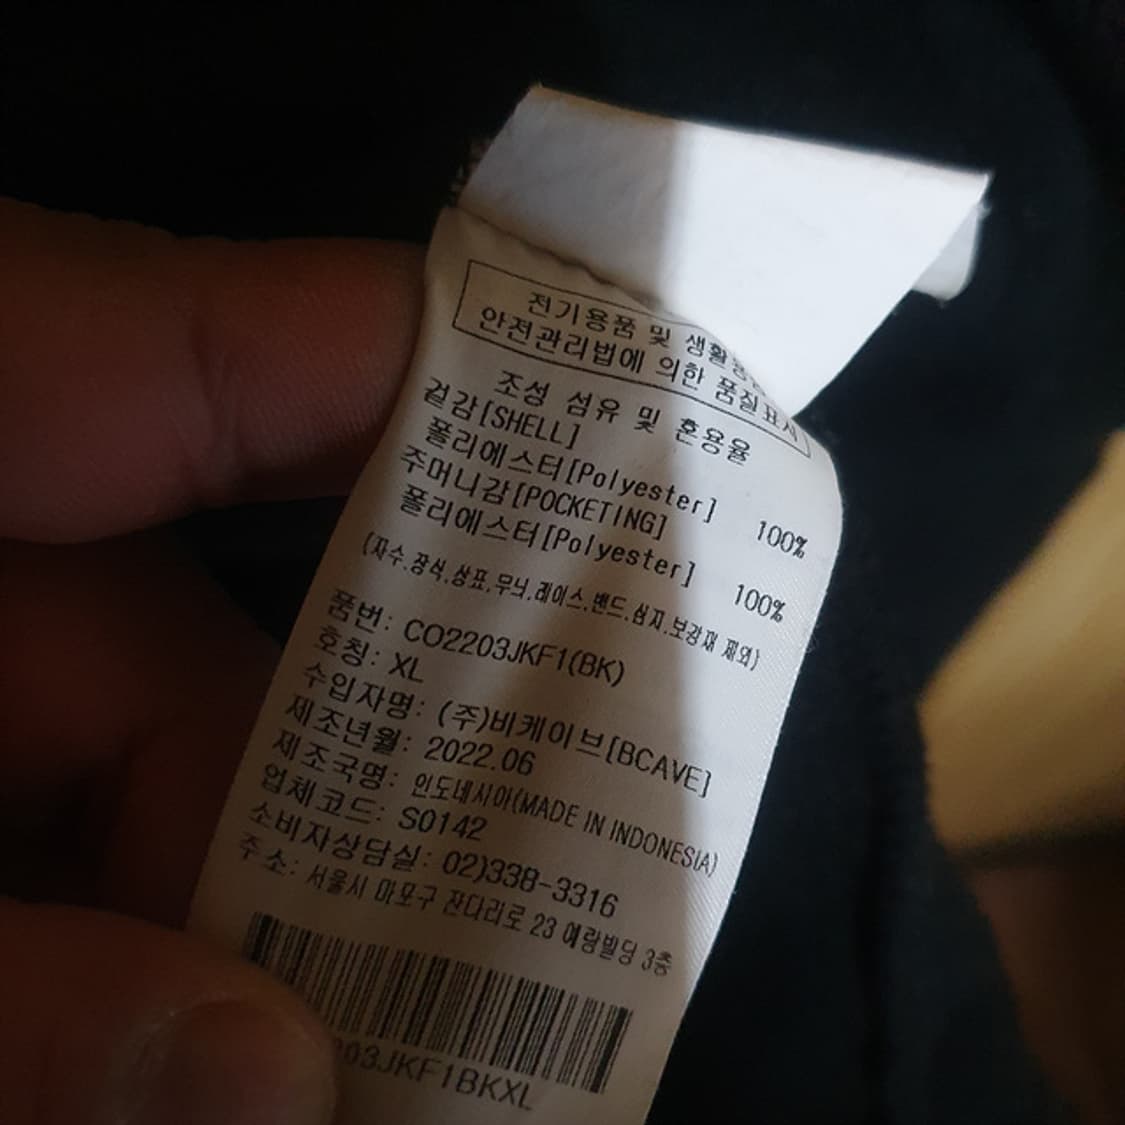 전기용품 및 생활용품
안전관리법에 의한 품질표시
조성 섬유 및 혼용율
겉감[SHELL]
폴리에스터[Polyester] 100%
주머니감[POCKETING]
폴리에스터[Polyester] 100%
(자수.장식.상표.무늬.레이스.밴드.심지.보강재 제외)
품번: CO2203JKF1(BK)
호칭: XL
수입자명: (주)비케이브[BCAVE]
제조년월: 2022.06
제조국명: 인도네시아(MADE IN INDONESIA)
업체코드: S0142
소비자상담실: 02)338-3316
주소: 서울시 마포구 잔다리로 23 예랑빌딩 3층
203JKF1BKXL